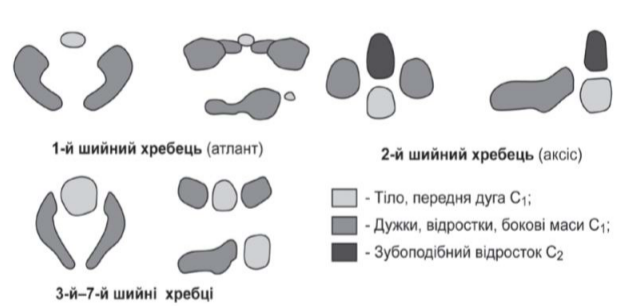 1-й шийний хребець (атлант)
2-й шийний хребець (аксіс)
- Тіло, передня дуга C1;
- Дужки, відростки, бокові маси C1;
- Зубоподібний відросток C2
3-й–7-й шийні хребці